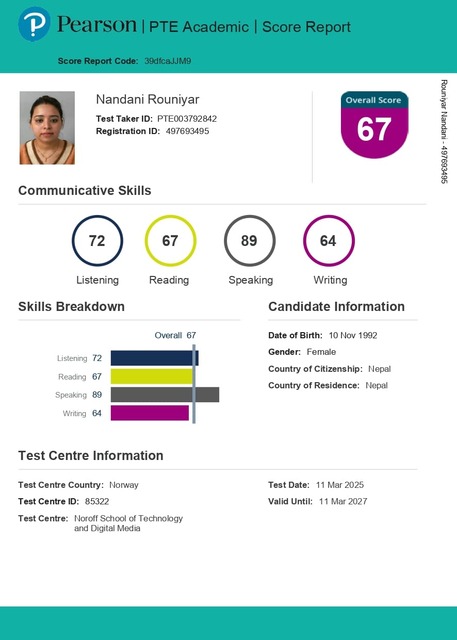 Pearson | PTE Academic | Score Report
Score Report Code: 39dfcaJJM9
Nandani Rouniyar
Test Taker ID: PTE003792842
Registration ID: 497693495
Overall Score
67
Rouniyar Nandani - 497693495
Communicative Skills
72 67 89 64
Listening Reading Speaking Writing
Skills Breakdown
Overall 67
Listening 72
Reading 67
Speaking 89
Writing 64
Candidate Information
Date of Birth: 10 Nov 1992
Gender: Female
Country of Citizenship: Nepal
Country of Residence: Nepal
Test Centre Information
Test Centre Country: Norway
Test Centre ID: 85322
Test Centre: Noroff School of Technology
and Digital Media
Test Date: 11 Mar 2025
Valid Until: 11 Mar 2027